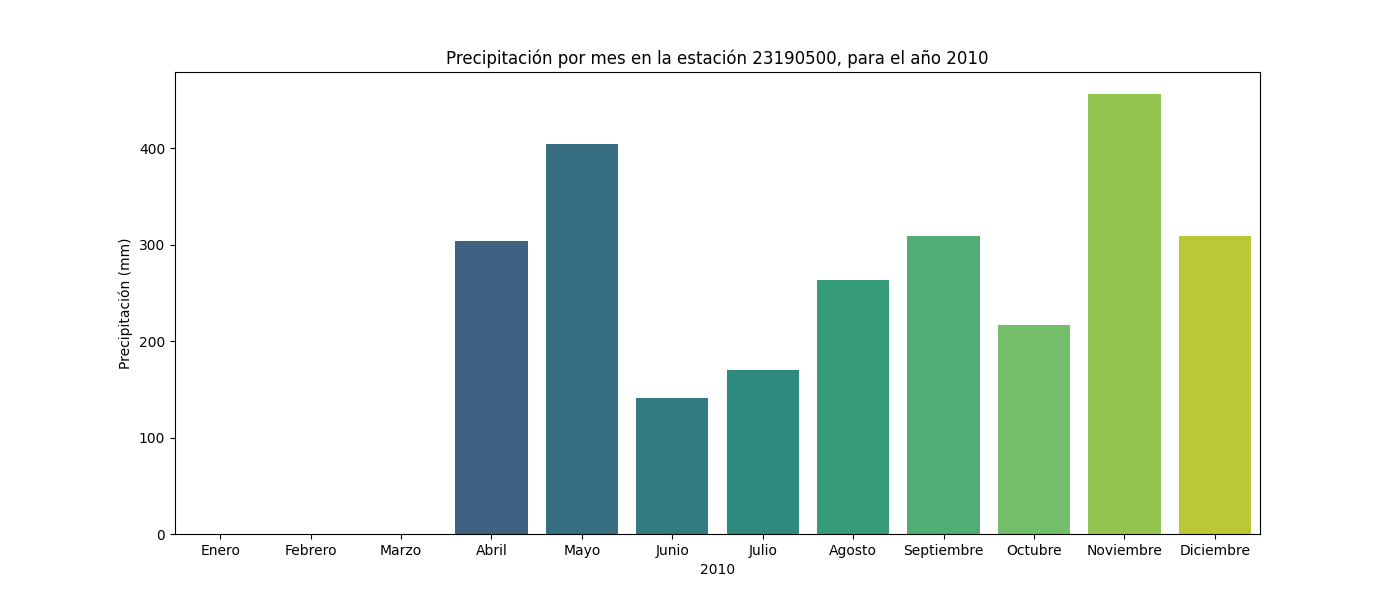 Precipitación por mes en la estación 23190500, para el año 2010
Precipitación (mm)
400
300
200
100
0
Enero Febrero Marzo Abril Mayo Junio Julio Agosto Septiembre Octubre Noviembre Diciembre
2010